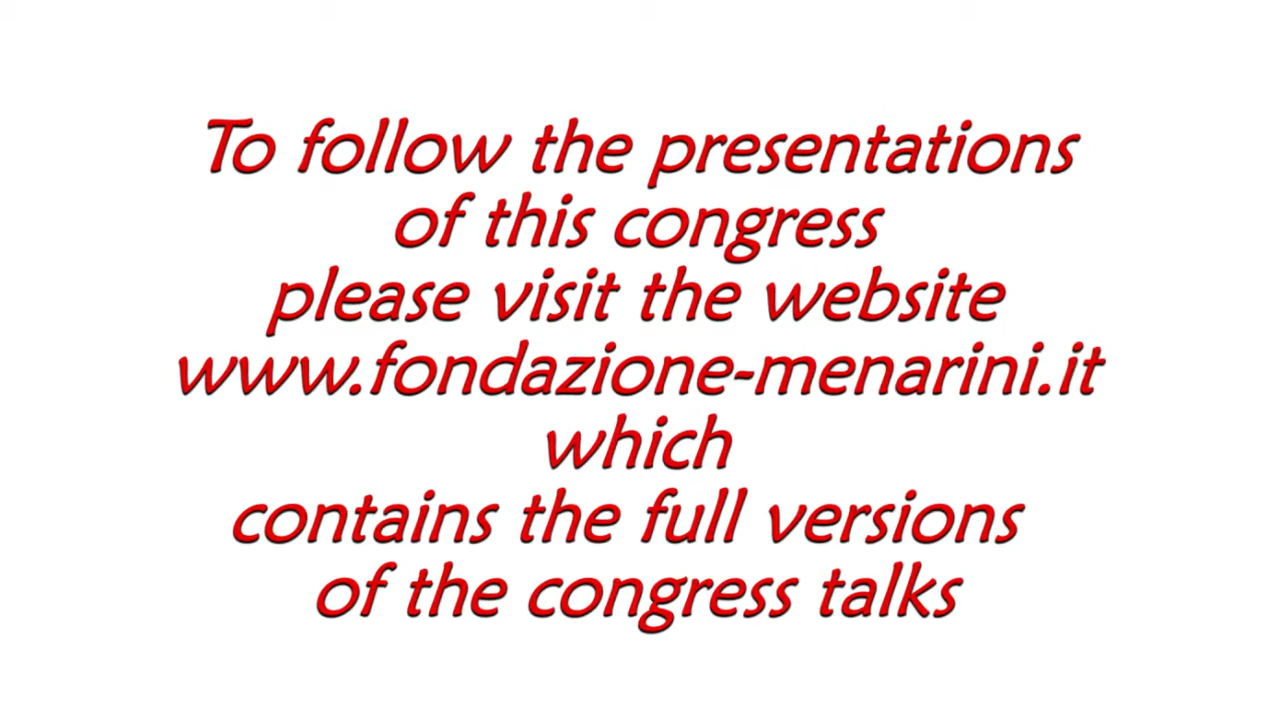 To follow the presentations
of this congress
please visit the website
www.fondazione-menarini.it
which
contains the full versions
of the congress talks